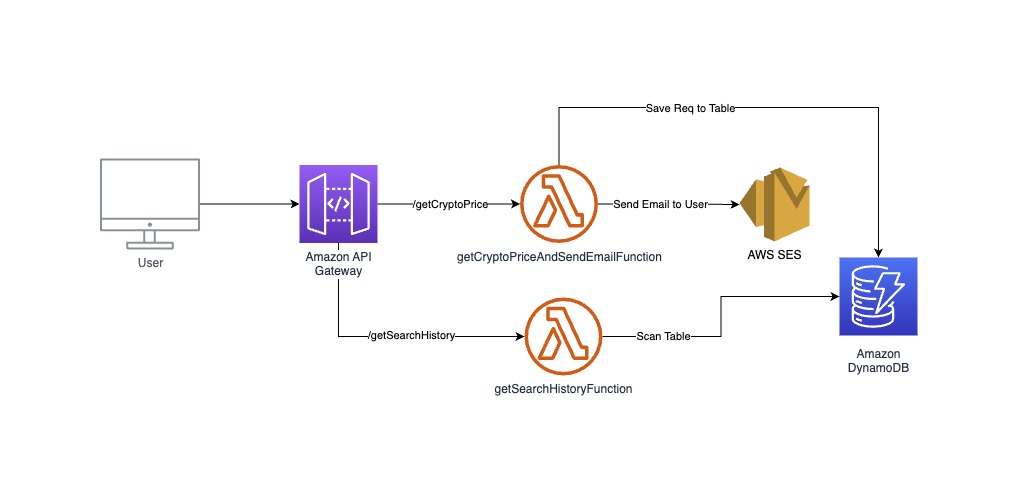 Save Req to Table
</>
/getCryptoPrice
Send Email to User
User
Amazon API
Gateway
getCryptoPriceAndSendEmailFunction
AWS SES
/getSearchHistory
Scan Table
getSearchHistoryFunction
Amazon
DynamoDB